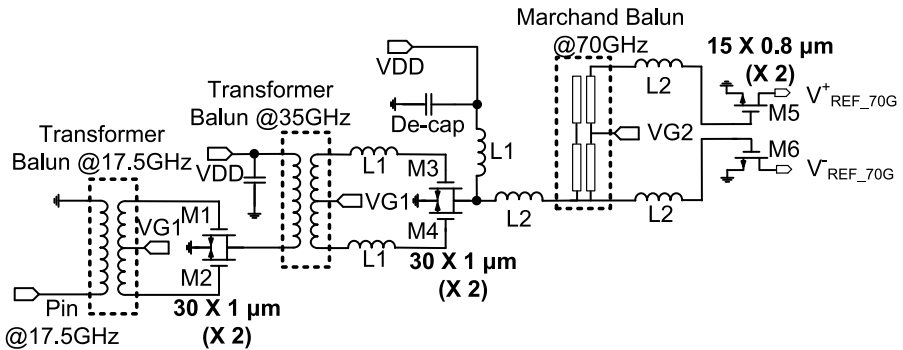 Marchand Balun
@70GHz
15 X 0.8 µm
(X 2)
VDD
L2
V+REF_70G
M5
Transformer
Balun @35GHz
De-cap
VG2
Transformer
Balun @17.5GHz
VDD
L1
M3
L1
M6
V-REF_70G
VG1
M1
VG1
M4
L2
L2
M2
L1
30 X 1 µm
(X 2)
Pin
@17.5GHz
30 X 1 µm
(X 2)